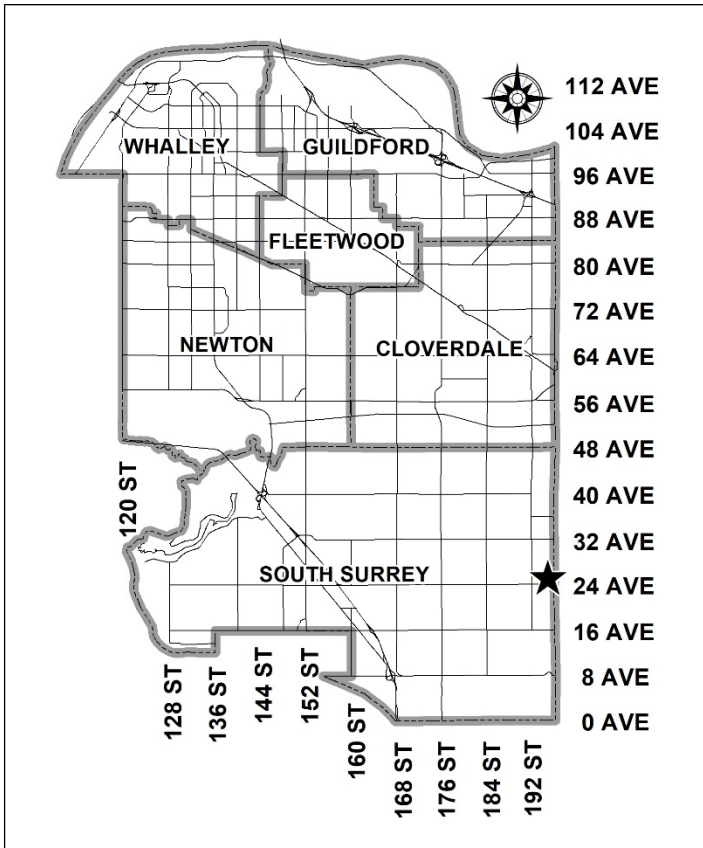 112 AVE
104 AVE
WHALLEY
GUILDFORD
96 AVE
88 AVE
FLEETWOOD
80 AVE
72 AVE
NEWTON
CLOVERDALE
64 AVE
56 AVE
48 AVE
120 ST
40 AVE
32 AVE
SOUTH SURREY
24 AVE
16 AVE
8 AVE
0 AVE
128 ST
136 ST
144 ST
152 ST
160 ST
168 ST
176 ST
184 ST
192 ST